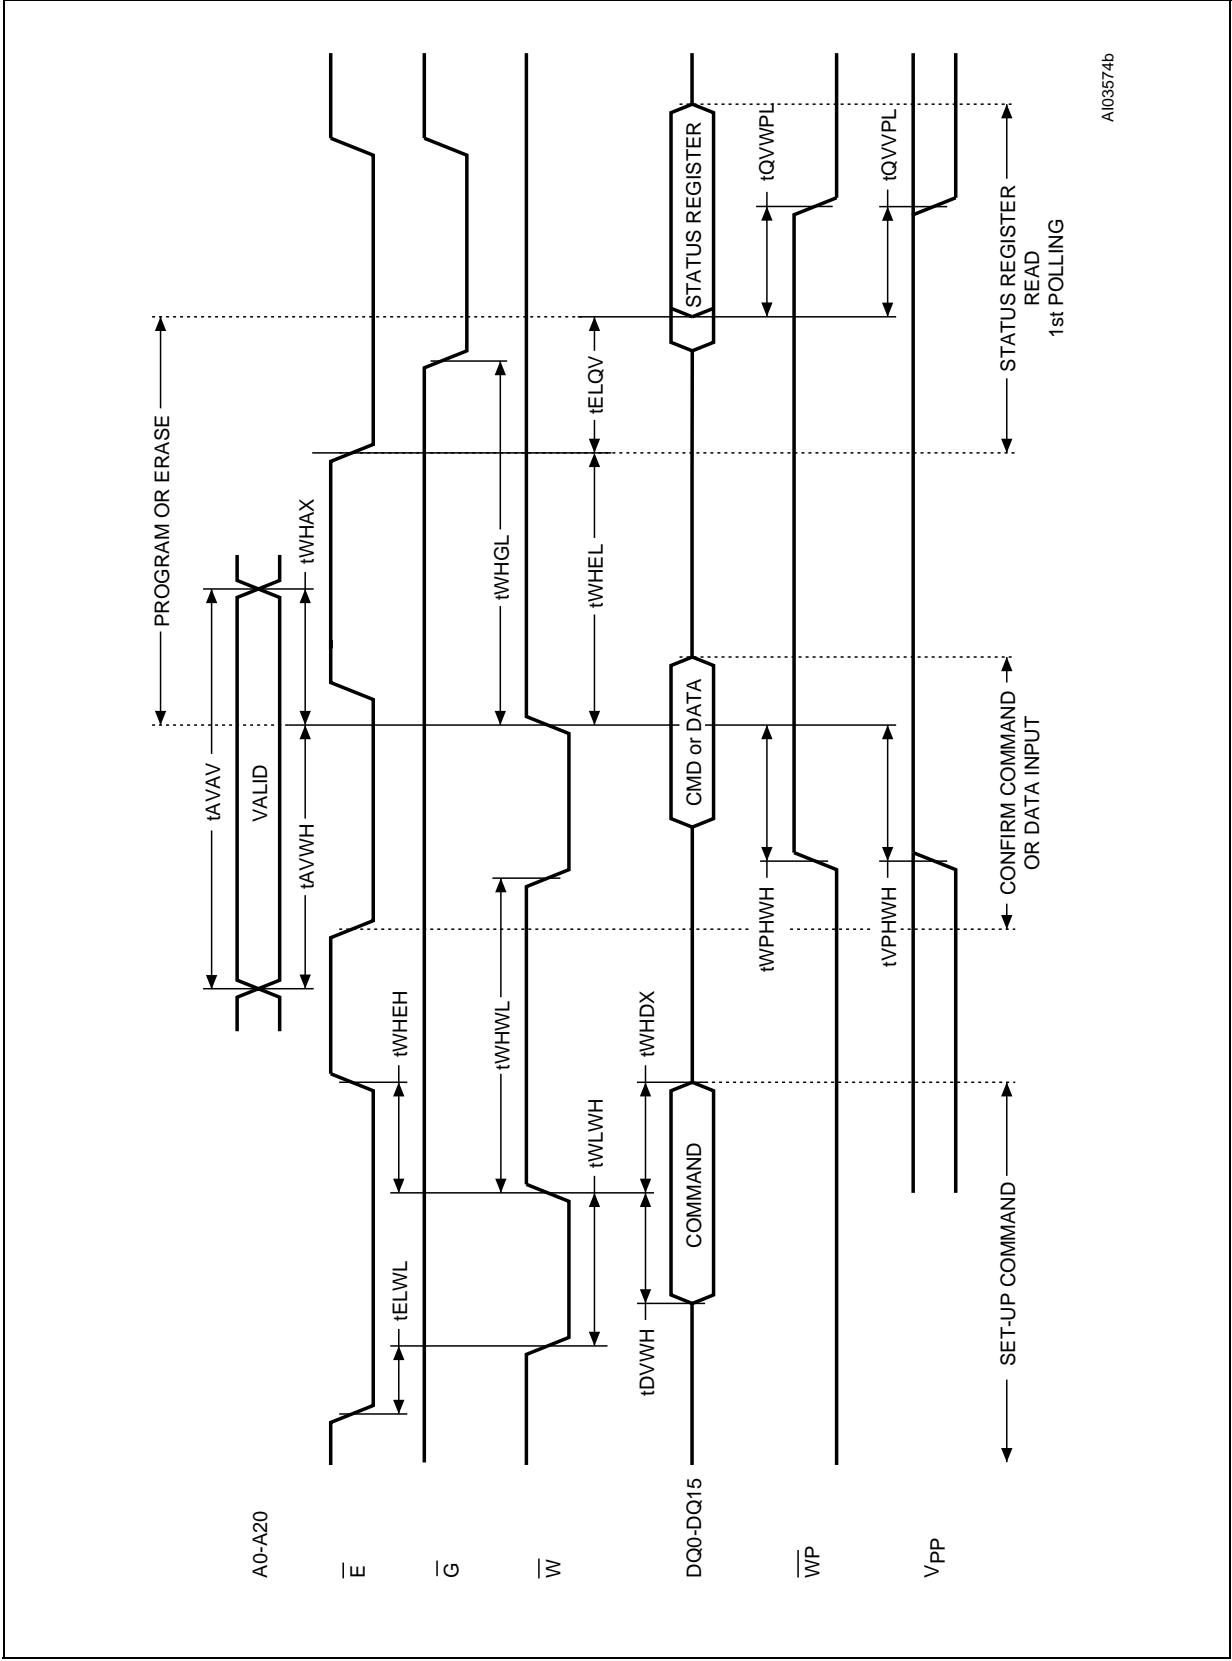 A0-A20
E
G
W
DQ0-DQ15
WP
VPP
PROGRAM OR ERASE
tAVAV
VALID
tAVWH
tWHAX
tELWL
tWHEH
tWHWL
tWHGL
tWLWH
tWHEL
tELQV
tDVWH
tWHDX
COMMAND
CMD or DATA
STATUS REGISTER
tWPHWH
tQVWPL
tVPHWH
tQVVPL
SET-UP COMMAND
CONFIRM COMMAND
OR DATA INPUT
STATUS REGISTER
READ
1st POLLING
AI03574b